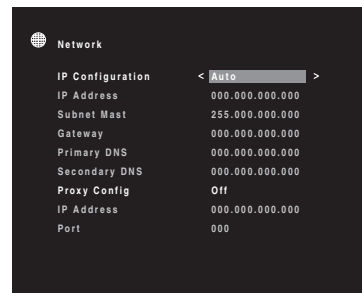 Network
IP Configuration < Auto >
IP Address 000.000.000.000
Subnet Mast 255.000.000.000
Gateway 000.000.000.000
Primary DNS 000.000.000.000
Secondary DNS 000.000.000.000
Proxy Config Off
IP Address 000.000.000.000
Port 000